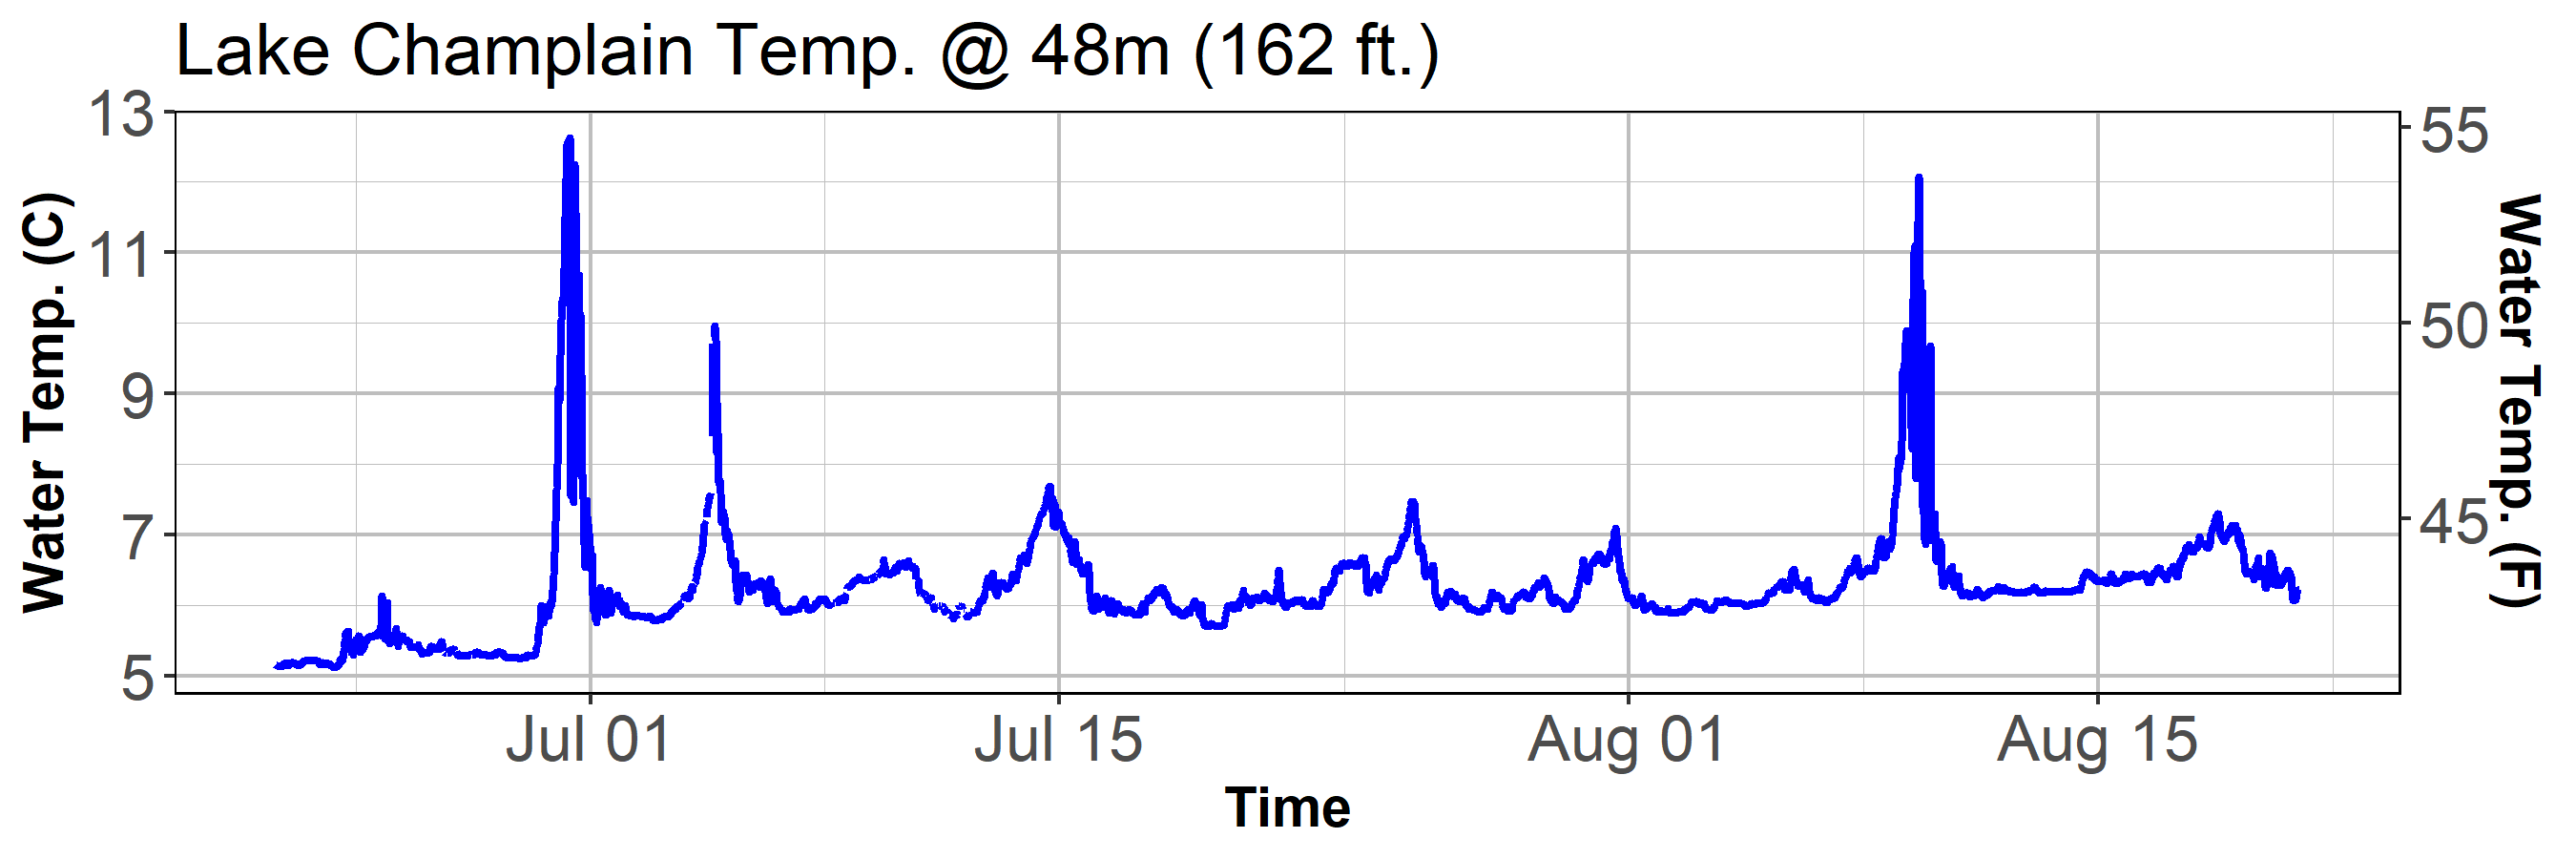 Lake Champlain Temp. @ 48m (162 ft.)
13
11
9
7
5
Water Temp. (C)
55
50
45
Water Temp. (F)
Jul 01 Jul 15 Aug 01 Aug 15
Time